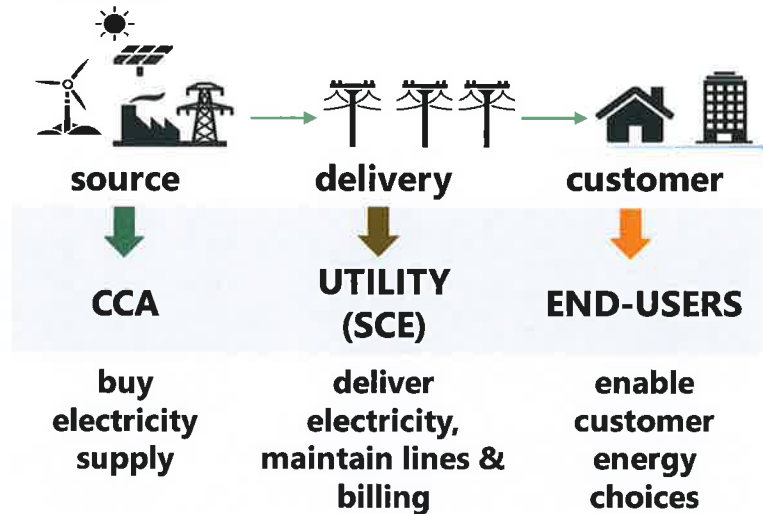 source
delivery
customer
CCA
UTILITY
(SCE)
END-USERS
buy
electricity
supply
deliver
electricity,
maintain lines &
billing
enable
customer
energy
choices